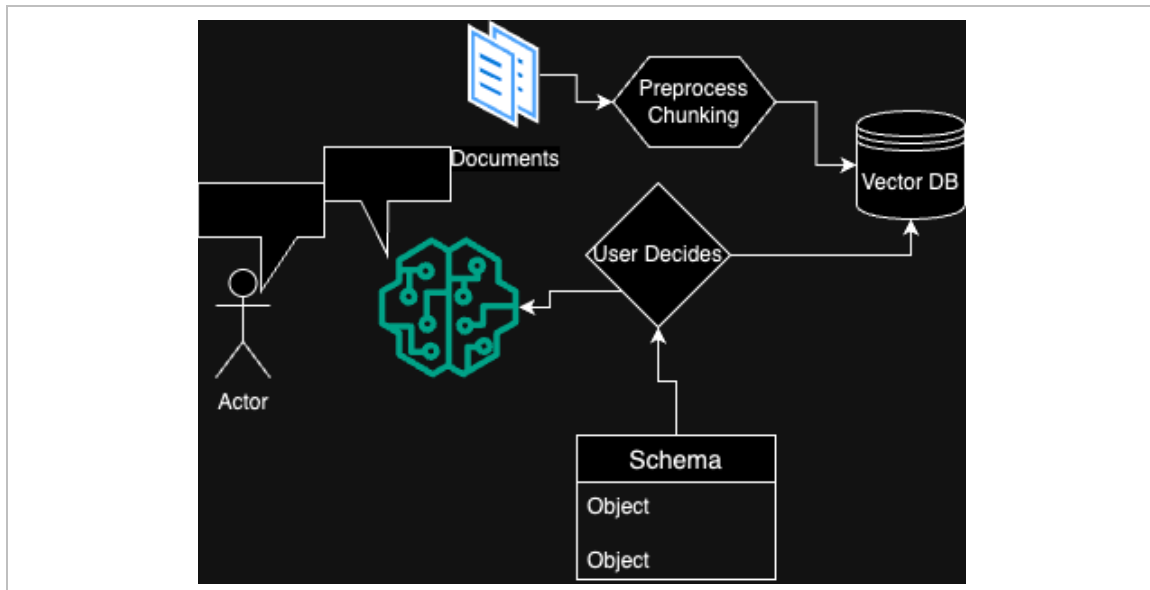 Preprocess
Chunking
Documents
Vector DB
User Decides
Actor
Schema
Object
Object